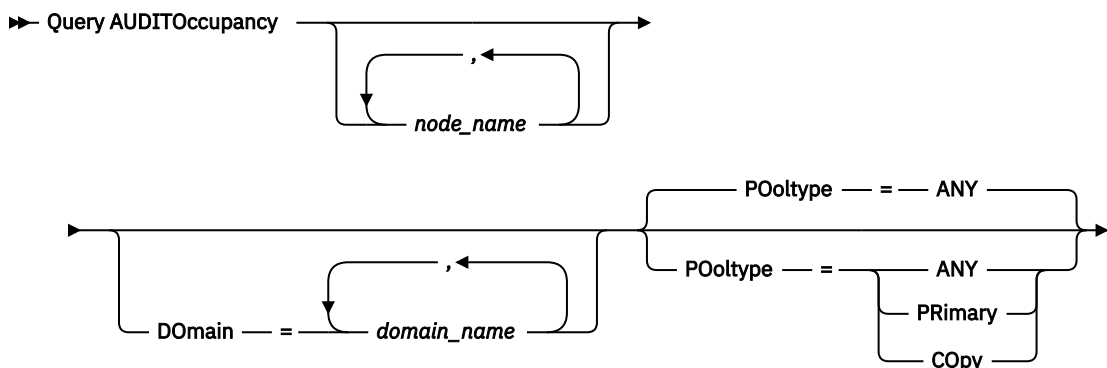 Query AUDITOccupancy
,
node_name
POoltype = ANY
,
POoltype = ANY
DOmain = domain_name
PRimary
COpy